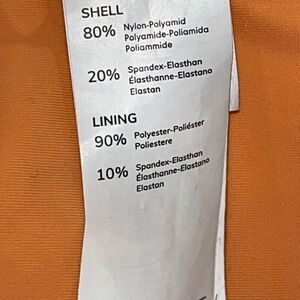 SHELL
80% Nylon-Polyamid
Polyamide-Poliamida
Poliammide
20% Spandex-Elasthan
Élasthanne-Elastano
Elastan
LINING
90% Polyester-Poliéster
Poliestere
10% Spandex-Elasthan
Élasthanne-Elastano
Elastan